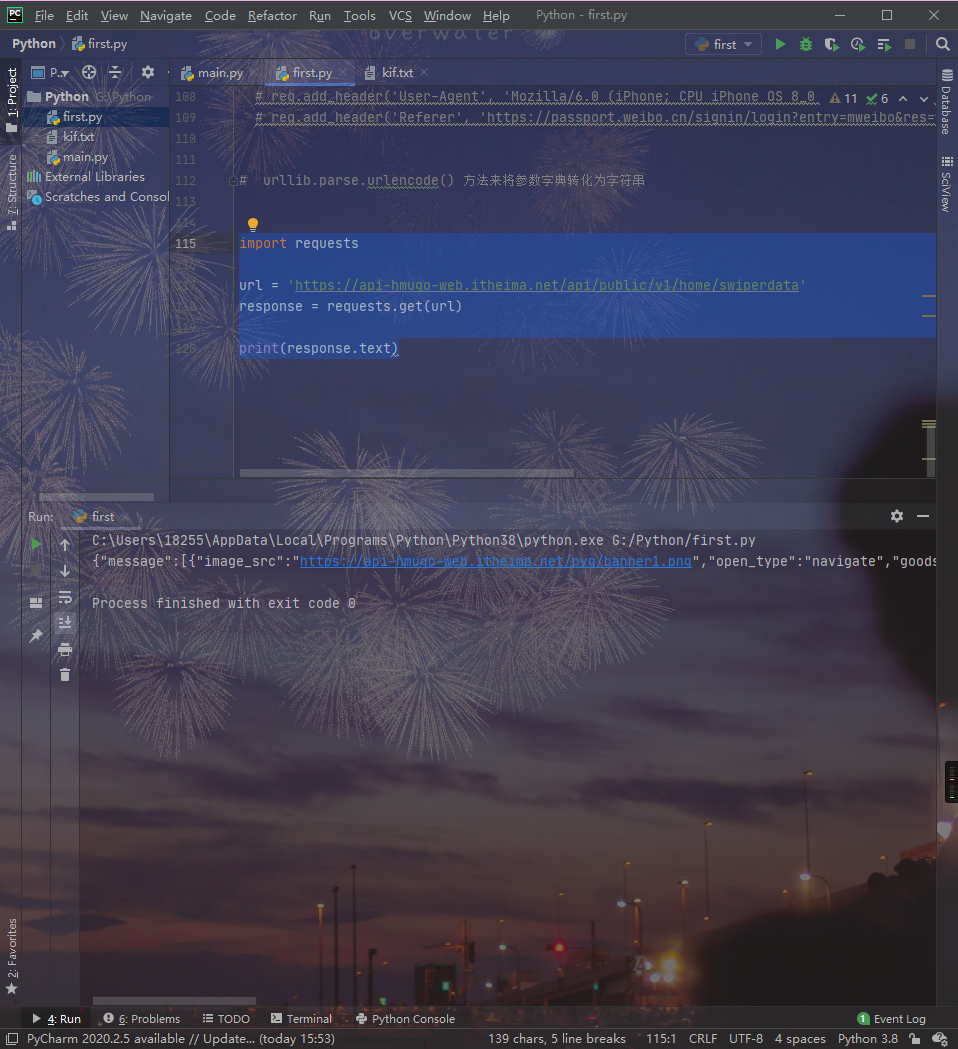 PC File Edit View Navigate Code Refactor Run Tools VCS Window Help Python - first.py
overwater
Python first.py first
1: Project
P.. main.py first.py kif.txt
Python G:\Python
first.py
kif.txt
main.py
External Libraries
Scratches and Consol
7: Structure
108 # req.add_header('User-Agent', 'Mozilla/6.0 (iPhone; CPU iPhone OS 8_0 11 6
109 # req.add_header('Referer', 'https://passport.weibo.cn/signin/login?entry=mweibo&res=
110
111
112 # urllib.parse.urlencode() 方法来将参数字典转化为字符串
113
114
115 import requests
url = 'https://api-hmugo-web.itheima.net/api/public/v1/home/swiperdata'
response = requests.get(url)
120 print(response.text)
Database
SciView
Run: first
C:\Users\18255\AppData\Local\Programs\Python\Python38\python.exe G:/Python/first.py
{"message":[{"image_src":"https://api-hmugo-web.itheima.net/pyg/banner1.png","open_type":"navigate","goods
Process finished with exit code 0
2: Favorites
4: Run 6: Problems TODO Terminal Python Console 1 Event Log
PyCharm 2020.2.5 available // Update... (today 15:53) 139 chars, 5 line breaks 115:1 CRLF UTF-8 4 spaces Python 3.8